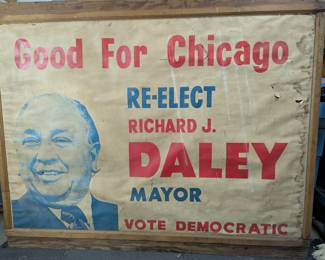 Good For Chicago
RE-ELECT
RICHARD J.
DALEY
MAYOR
VOTE DEMOCRATIC